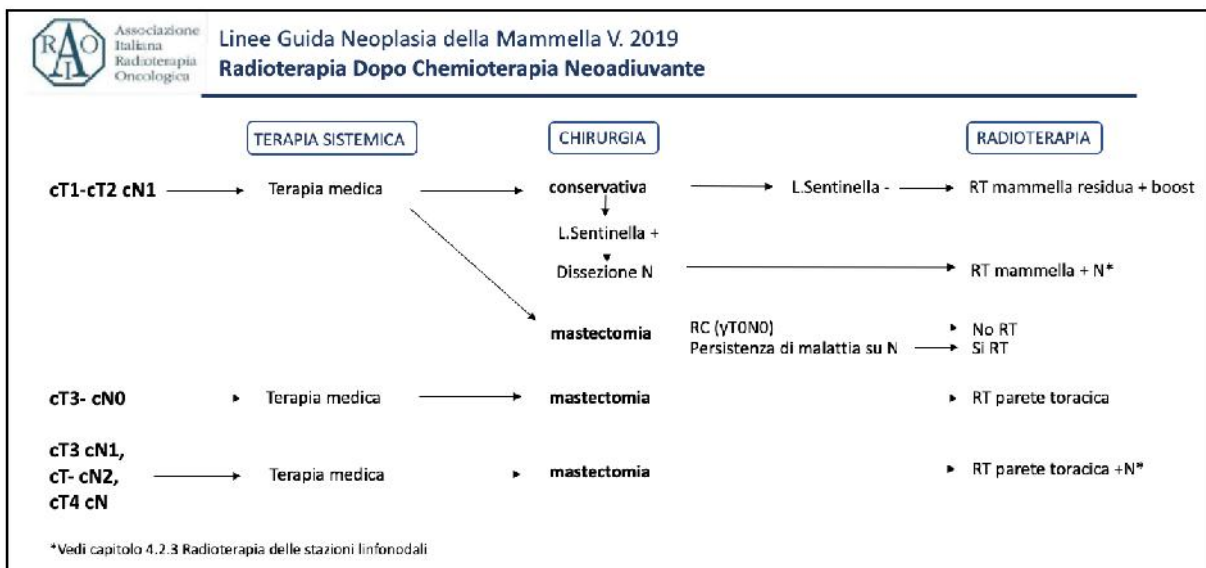 RAO
AI
Associazione
Italiana
Radioterapia
Oncologica
Linee Guida Neoplasia della Mammella V. 2019
Radioterapia Dopo Chemioterapia Neoadiuvante
TERAPIA SISTEMICA CHIRURGIA RADIOTERAPIA
cT1-cT2 cN1 Terapia medica conservativa L.Sentinella - RT mammella residua + boost
L.Sentinella +
Dissezione N RT mammella + N*
mastectomia RC (yT0N0) No RT
Persistenza di malattia su N Si RT
cT3- cN0 Terapia medica mastectomia RT parete toracica
cT3 cN1,
cT- cN2, Terapia medica mastectomia RT parete toracica +N*
cT4 cN
*Vedi capitolo 4.2.3 Radioterapia delle stazioni linfonodali